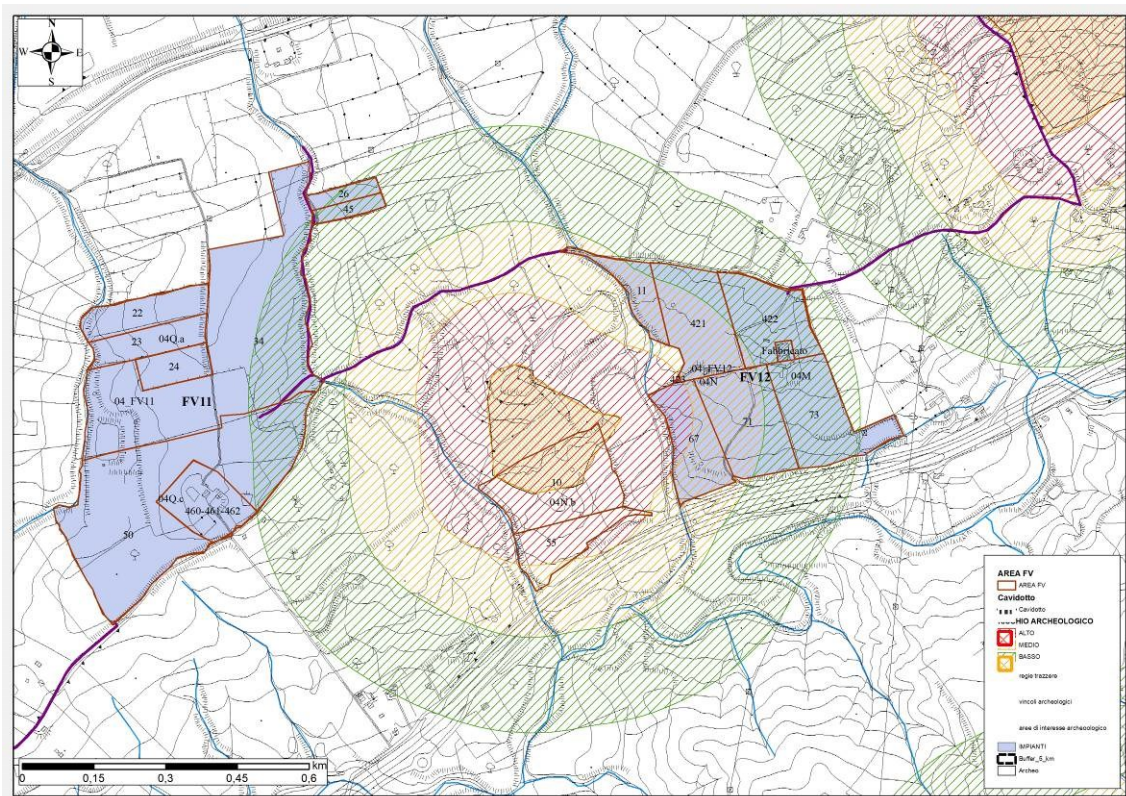 N
W E
S
26
45
22
23 04Q.a
24
34
04_FV11 FV11
04Q.c
460-461-462
50
11
421
422
Fabbricato
04_FV12
04N FV12 04M
423
71
73
67
10
04N.b
55
km
0 0,15 0,3 0,45 0,6
AREA FV
AREA FV
Cavidotto
Cavidotto
HIO ARCHEOLOGICO
ALTO
MEDIO
BASSO
regie trazzere
vincoli archeologici
aree di interesse archeoologico
IMPIANTI
Buffer_5_km
Archeo